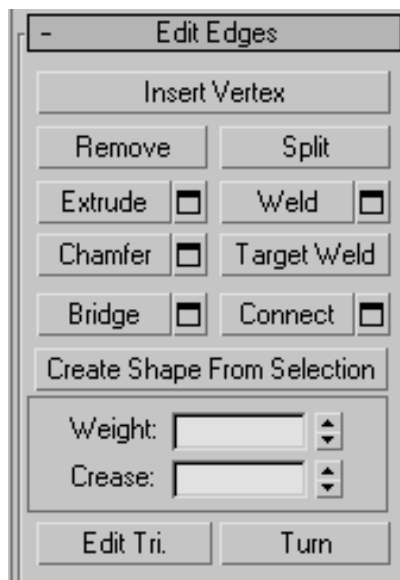 - Edit Edges
Insert Vertex
Remove Split
Extrude Weld
Chamfer Target Weld
Bridge Connect
Create Shape From Selection
Weight:
Crease:
Edit Tri. Turn